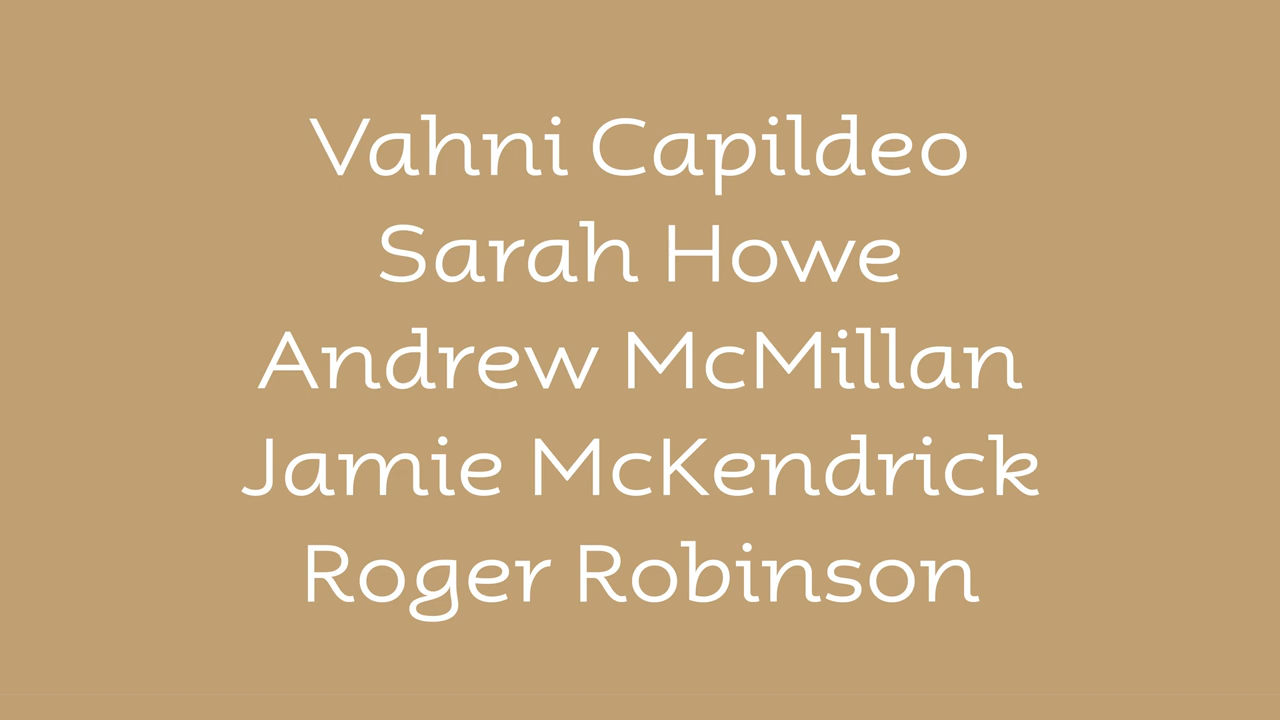 Vahni Capildeo
Sarah Howe
Andrew McMillan
Jamie McKendrick
Roger Robinson